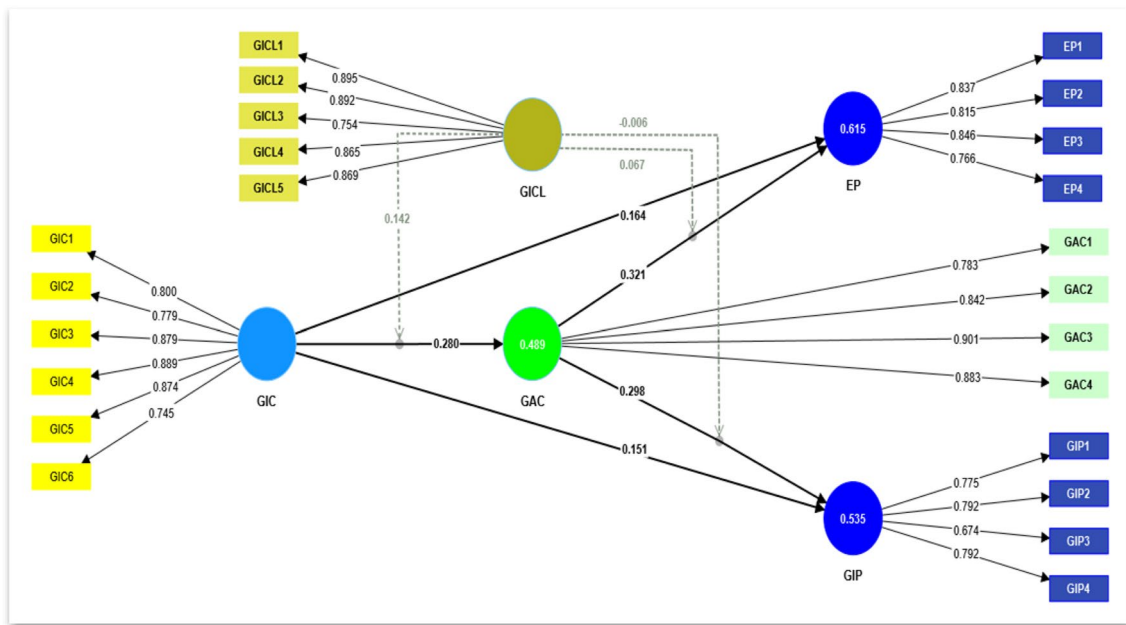 GICL1
GICL2
GICL3
GICL4
GICL5
0.895
0.892
0.754
0.865
0.869
GICL
-0.006
0.067
0.142
0.615
EP
0.837
0.815
0.846
0.766
EP1
EP2
EP3
EP4
GIC1
GIC2
GIC3
GIC4
GIC5
GIC6
0.800
0.779
0.879
0.889
0.874
0.745
GIC
0.164
0.280
0.151
0.489
GAC
0.321
0.298
0.783
0.842
0.901
0.883
GAC1
GAC2
GAC3
GAC4
0.535
GIP
0.775
0.792
0.674
0.792
GIP1
GIP2
GIP3
GIP4